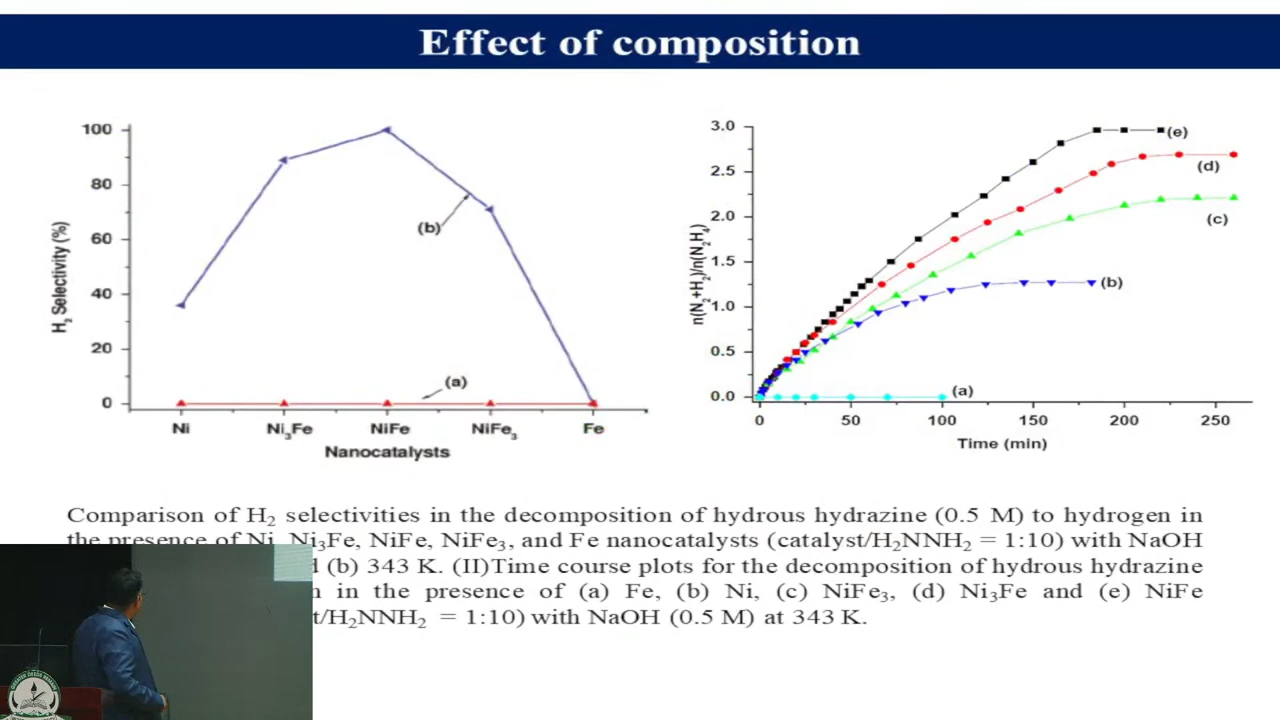 Effect of composition
100
80
60
40
20
0
H₂ Selectivity (%)
(b)
(a)
Ni
Ni₃Fe
NiFe
NiFe₃
Fe
Nanocatalysts
3.0
2.5
2.0
1.5
1.0
0.5
0.0
n(N₂+H₂)/n(N₂H₄)
(e)
(d)
(c)
(b)
(a)
0
50
100
150
200
250
Time (min)
Comparison of H₂ selectivities in the decomposition of hydrous hydrazine (0.5 M) to hydrogen in
the presence of Ni, Ni₃Fe, NiFe, NiFe₃, and Fe nanocatalysts (catalyst/H₂NNH₂ = 1:10) with NaOH
(b) 343 K. (II)Time course plots for the decomposition of hydrous hydrazine
in the presence of (a) Fe, (b) Ni, (c) NiFe₃, (d) Ni₃Fe and (e) NiFe
t/H₂NNH₂ = 1:10) with NaOH (0.5 M) at 343 K.